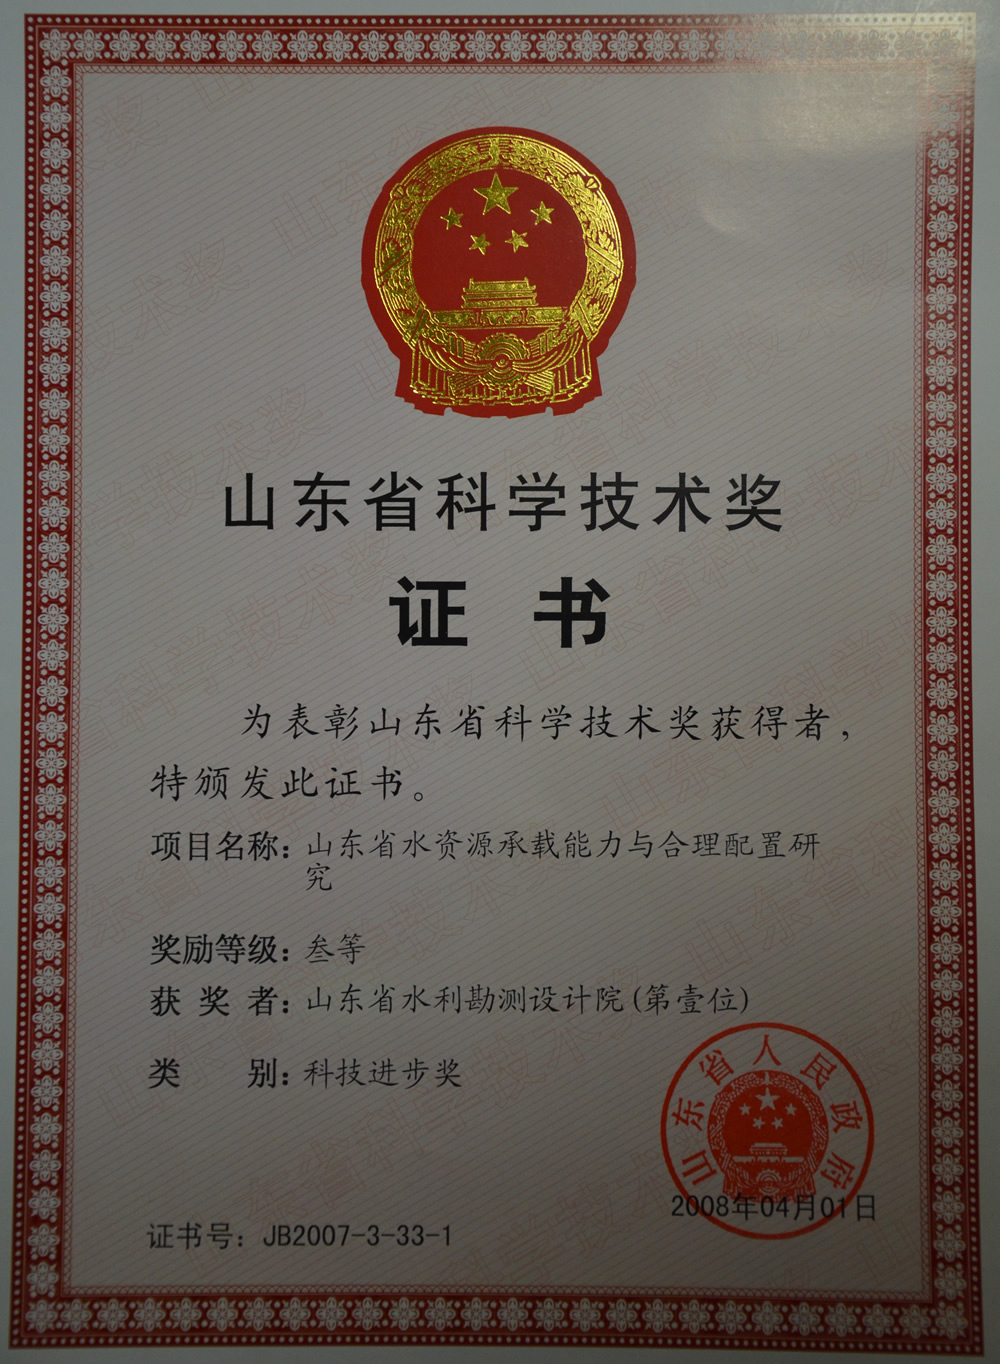 山东省科学技术奖
证书
为表彰山东省科学技术奖获得者，
特颁发此证书。
项目名称：山东省水资源承载能力与合理配置研
究
奖励等级：叁等
获奖者：山东省水利勘测设计院(第壹位)
类别：科技进步奖
山东省人民政府
2008年04月01日
证书号：JB2007-3-33-1